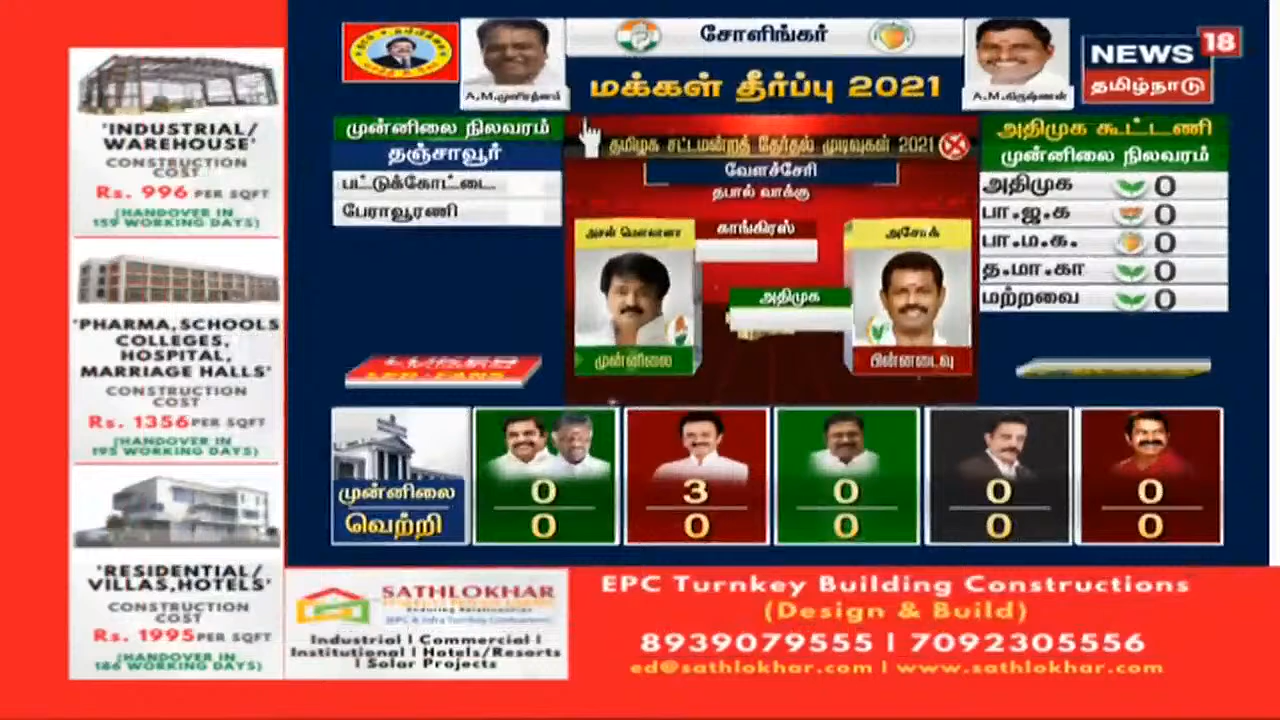 'INDUSTRIAL/
WAREHOUSE'
CONSTRUCTION
COST
Rs. 996 PER SQFT
(HANDOVER IN
159 WORKING DAYS)
'PHARMA,SCHOOLS
COLLEGES,
HOSPITAL,
MARRIAGE HALLS'
CONSTRUCTION
COST
Rs. 1356 PER SQFT
(HANDOVER IN
195 WORKING DAYS)
'RESIDENTIAL/
VILLAS,HOTELS'
CONSTRUCTION
COST
Rs. 1995 PER SQFT
(HANDOVER IN
186 WORKING DAYS)
A.M.முனிரத்னம்
சோளிங்கர்
மக்கள் தீர்ப்பு 2021
A.M.கிருஷ்ணன்
NEWS 18
தமிழ்நாடு
முன்னிலை நிலவரம்
தஞ்சாவூர்
பட்டுக்கோட்டை
பேராவூரணி
தமிழக சட்டமன்றத் தேர்தல் முடிவுகள் 2021
வேளச்சேரி
தபால் வாக்கு
அசன் மௌலானா
காங்கிரஸ்
அசோக்
அதிமுக
முன்னிலை
பின்னடைவு
அதிமுக கூட்டணி
முன்னிலை நிலவரம்
அதிமுக 0
பா.ஜ.க 0
பா.ம.க. 0
த.மா.கா 0
மற்றவை 0
முன்னிலை 0 3 0 0 0
வெற்றி 0 0 0 0 0
SATHLOKHAR
Enduring Relationships
Industrial | Commercial |
Institutional | Hotels/Resorts
| Solar Projects
EPC Turnkey Building Constructions
(Design & Build)
8939079555 | 7092305556
ed@sathlokhar.com | www.sathlokhar.com